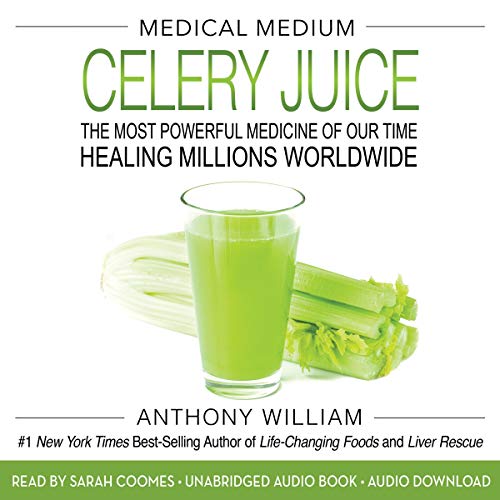 MEDICAL MEDIUM
CELERY JUICE
THE MOST POWERFUL MEDICINE OF OUR TIME
HEALING MILLIONS WORLDWIDE
ANTHONY WILLIAM
#1 New York Times Best-Selling Author of Life-Changing Foods and Liver Rescue
READ BY SARAH COOMES • UNABRIDGED AUDIO BOOK • AUDIO DOWNLOAD